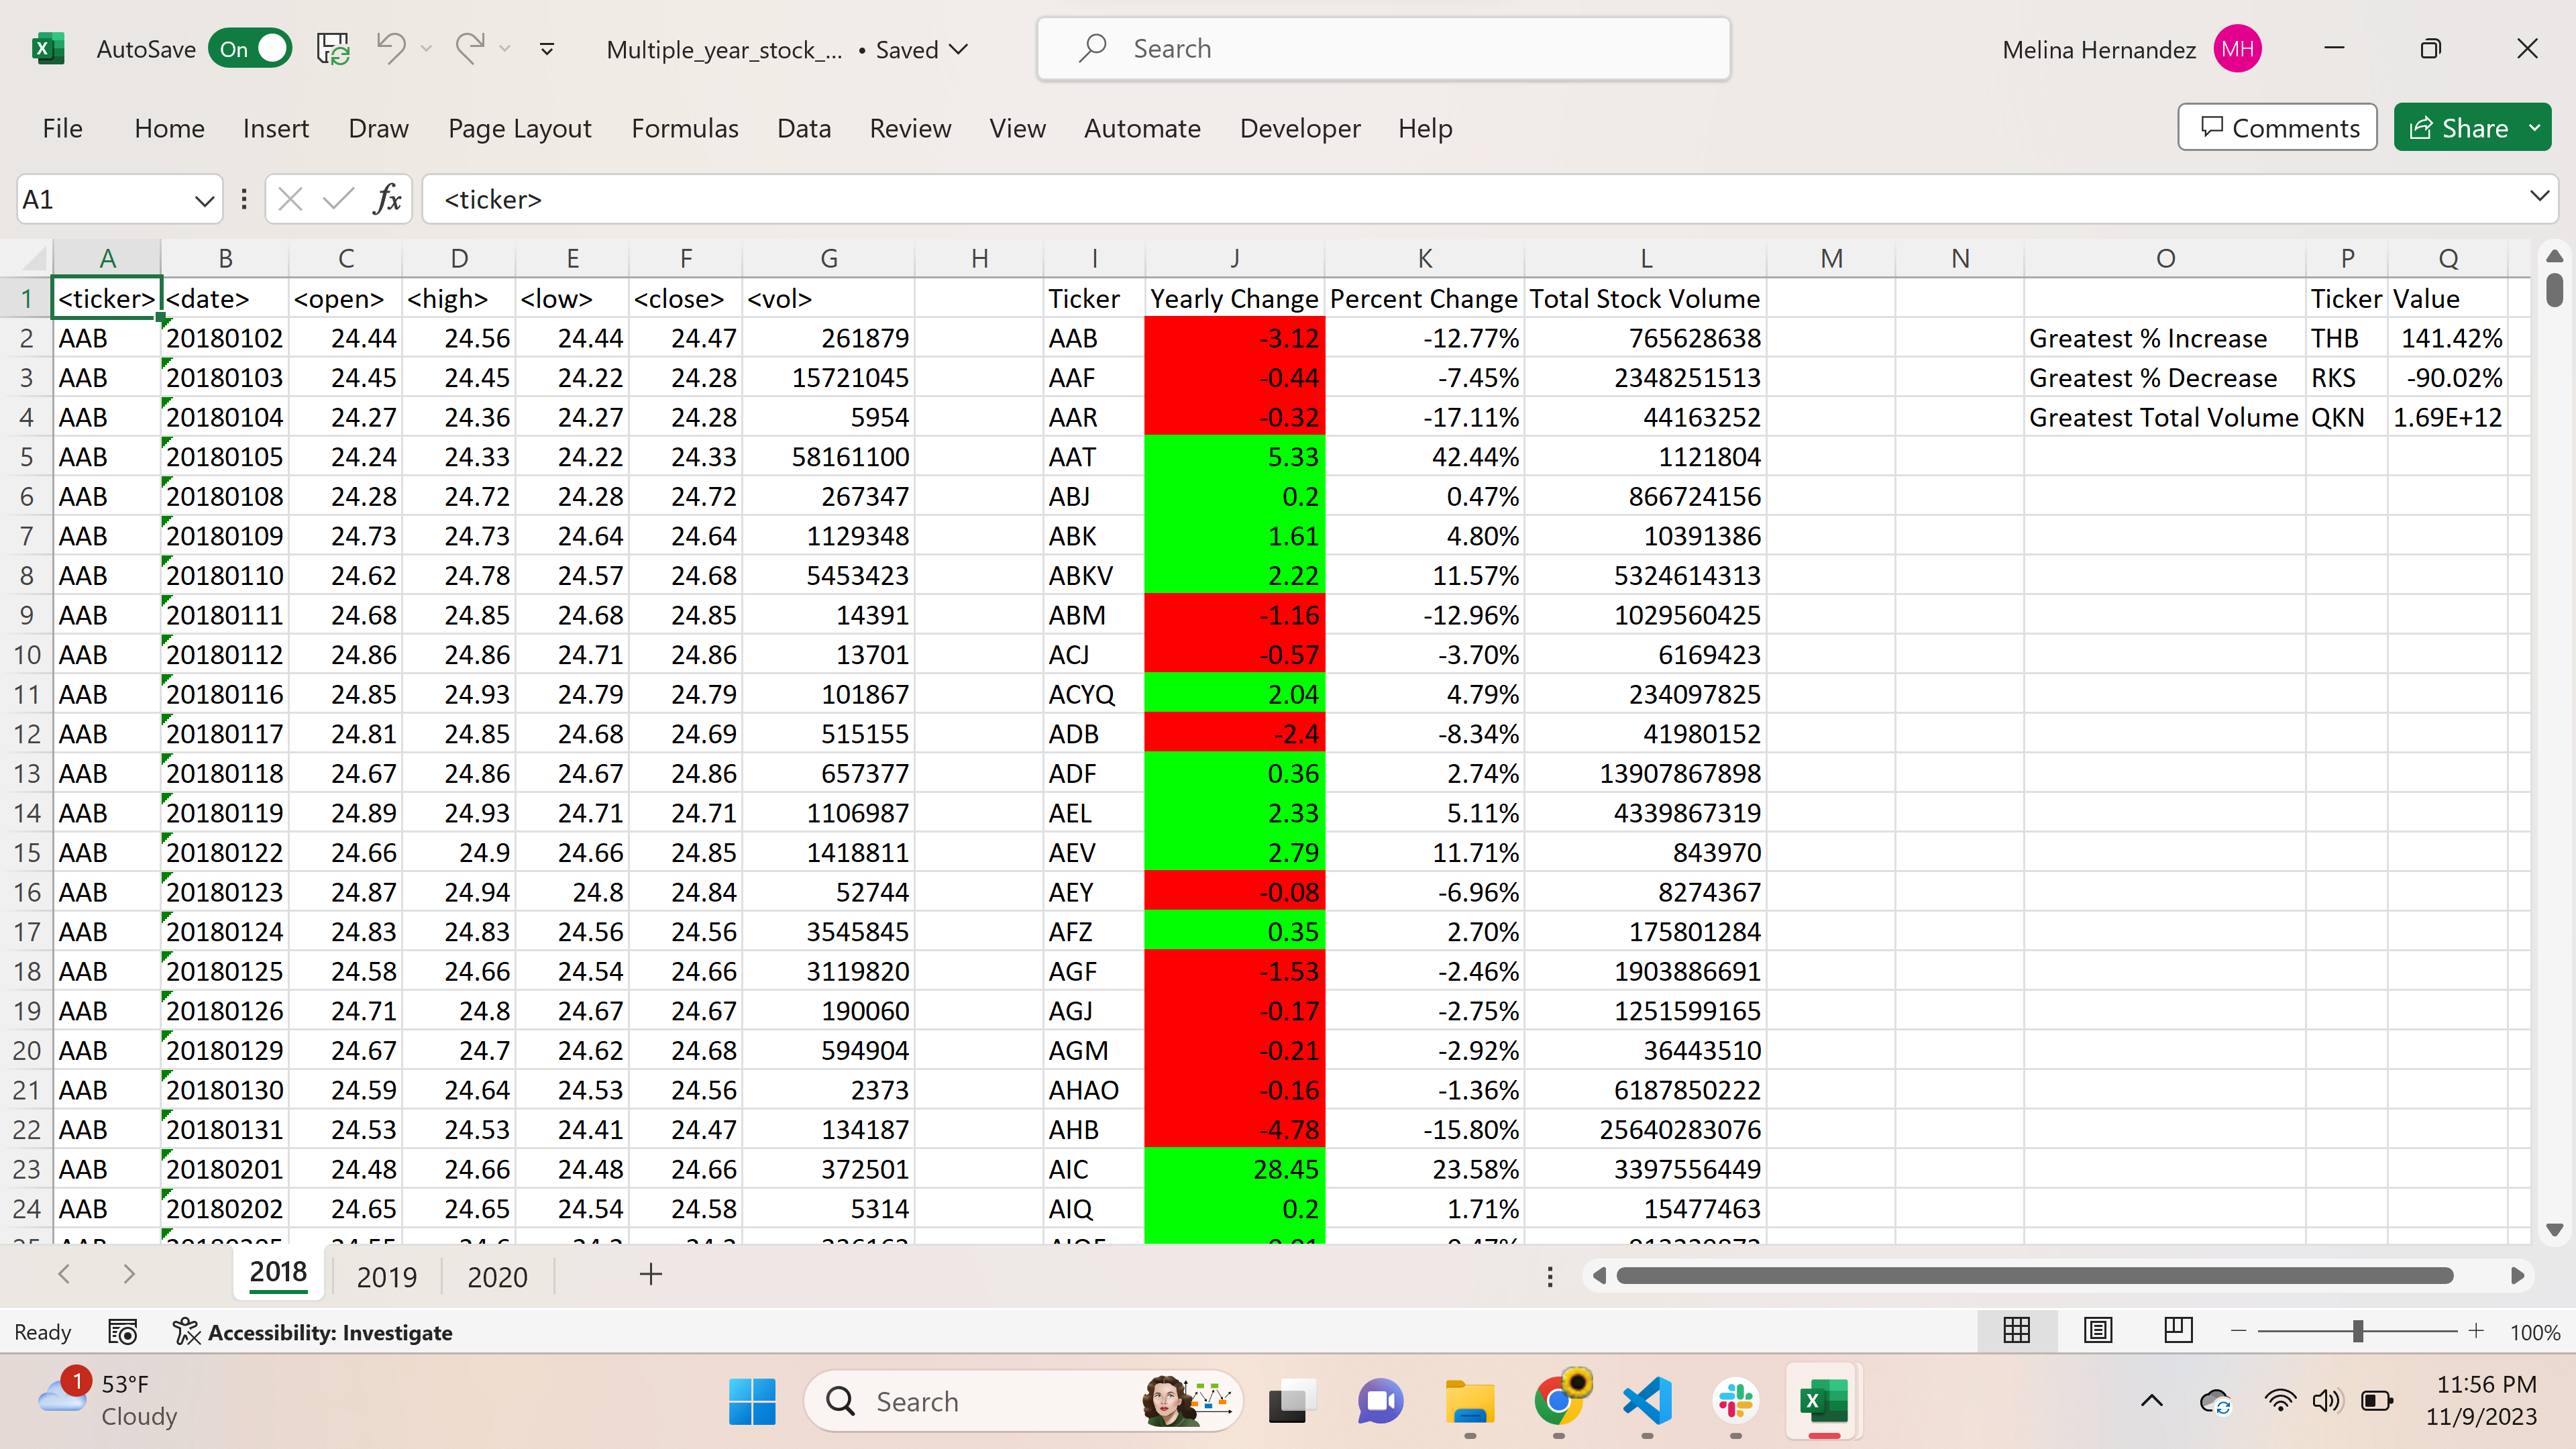 AutoSave On Multiple_year_stock_... • Saved Search Melina Hernandez MH
File Home Insert Draw Page Layout Formulas Data Review View Automate Developer Help Comments Share
A1 fx <ticker>
A B C D E F G H I J K L M N O P Q
1 <ticker> <date> <open> <high> <low> <close> <vol> Ticker Yearly Change Percent Change Total Stock Volume Ticker Value
2 AAB 20180102 24.44 24.56 24.44 24.47 261879 AAB -3.12 -12.77% 765628638 Greatest % Increase THB 141.42%
3 AAB 20180103 24.45 24.45 24.22 24.28 15721045 AAF -0.44 -7.45% 2348251513 Greatest % Decrease RKS -90.02%
4 AAB 20180104 24.27 24.36 24.27 24.28 5954 AAR -0.32 -17.11% 44163252 Greatest Total Volume QKN 1.69E+12
5 AAB 20180105 24.24 24.33 24.22 24.33 58161100 AAT 5.33 42.44% 1121804
6 AAB 20180108 24.28 24.72 24.28 24.72 267347 ABJ 0.2 0.47% 866724156
7 AAB 20180109 24.73 24.73 24.64 24.64 1129348 ABK 1.61 4.80% 10391386
8 AAB 20180110 24.62 24.78 24.57 24.68 5453423 ABKV 2.22 11.57% 5324614313
9 AAB 20180111 24.68 24.85 24.68 24.85 14391 ABM -1.16 -12.96% 1029560425
10 AAB 20180112 24.86 24.86 24.71 24.86 13701 ACJ -0.57 -3.70% 6169423
11 AAB 20180116 24.85 24.93 24.79 24.79 101867 ACYQ 2.04 4.79% 234097825
12 AAB 20180117 24.81 24.85 24.68 24.69 515155 ADB -2.4 -8.34% 41980152
13 AAB 20180118 24.67 24.86 24.67 24.86 657377 ADF 0.36 2.74% 13907867898
14 AAB 20180119 24.89 24.93 24.71 24.71 1106987 AEL 2.33 5.11% 4339867319
15 AAB 20180122 24.66 24.9 24.66 24.85 1418811 AEV 2.79 11.71% 843970
16 AAB 20180123 24.87 24.94 24.8 24.84 52744 AEY -0.08 -6.96% 8274367
17 AAB 20180124 24.83 24.83 24.56 24.56 3545845 AFZ 0.35 2.70% 175801284
18 AAB 20180125 24.58 24.66 24.54 24.66 3119820 AGF -1.53 -2.46% 1903886691
19 AAB 20180126 24.71 24.8 24.67 24.67 190060 AGJ -0.17 -2.75% 1251599165
20 AAB 20180129 24.67 24.7 24.62 24.68 594904 AGM -0.21 -2.92% 36443510
21 AAB 20180130 24.59 24.64 24.53 24.56 2373 AHAO -0.16 -1.36% 6187850222
22 AAB 20180131 24.53 24.53 24.41 24.47 134187 AHB -4.78 -15.80% 25640283076
23 AAB 20180201 24.48 24.66 24.48 24.66 372501 AIC 28.45 23.58% 3397556449
24 AAB 20180202 24.65 24.65 24.54 24.58 5314 AIQ 0.2 1.71% 15477463
2018 2019 2020
Ready Accessibility: Investigate 100%
1 53°F Search 11:56 PM
Cloudy 11/9/2023